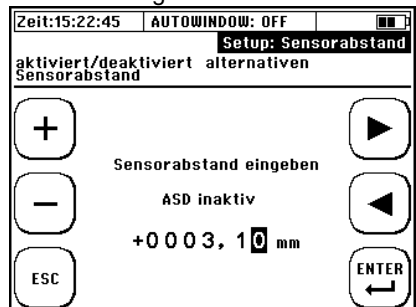 Zeit:15:22:45 AUTOWINDOW: OFF
Setup: Sensorabstand
aktiviert/deaktiviert alternativen
Sensorabstand
+
Sensorabstand eingeben
− ASD inaktiv
+0003,10 mm
ESC ENTER